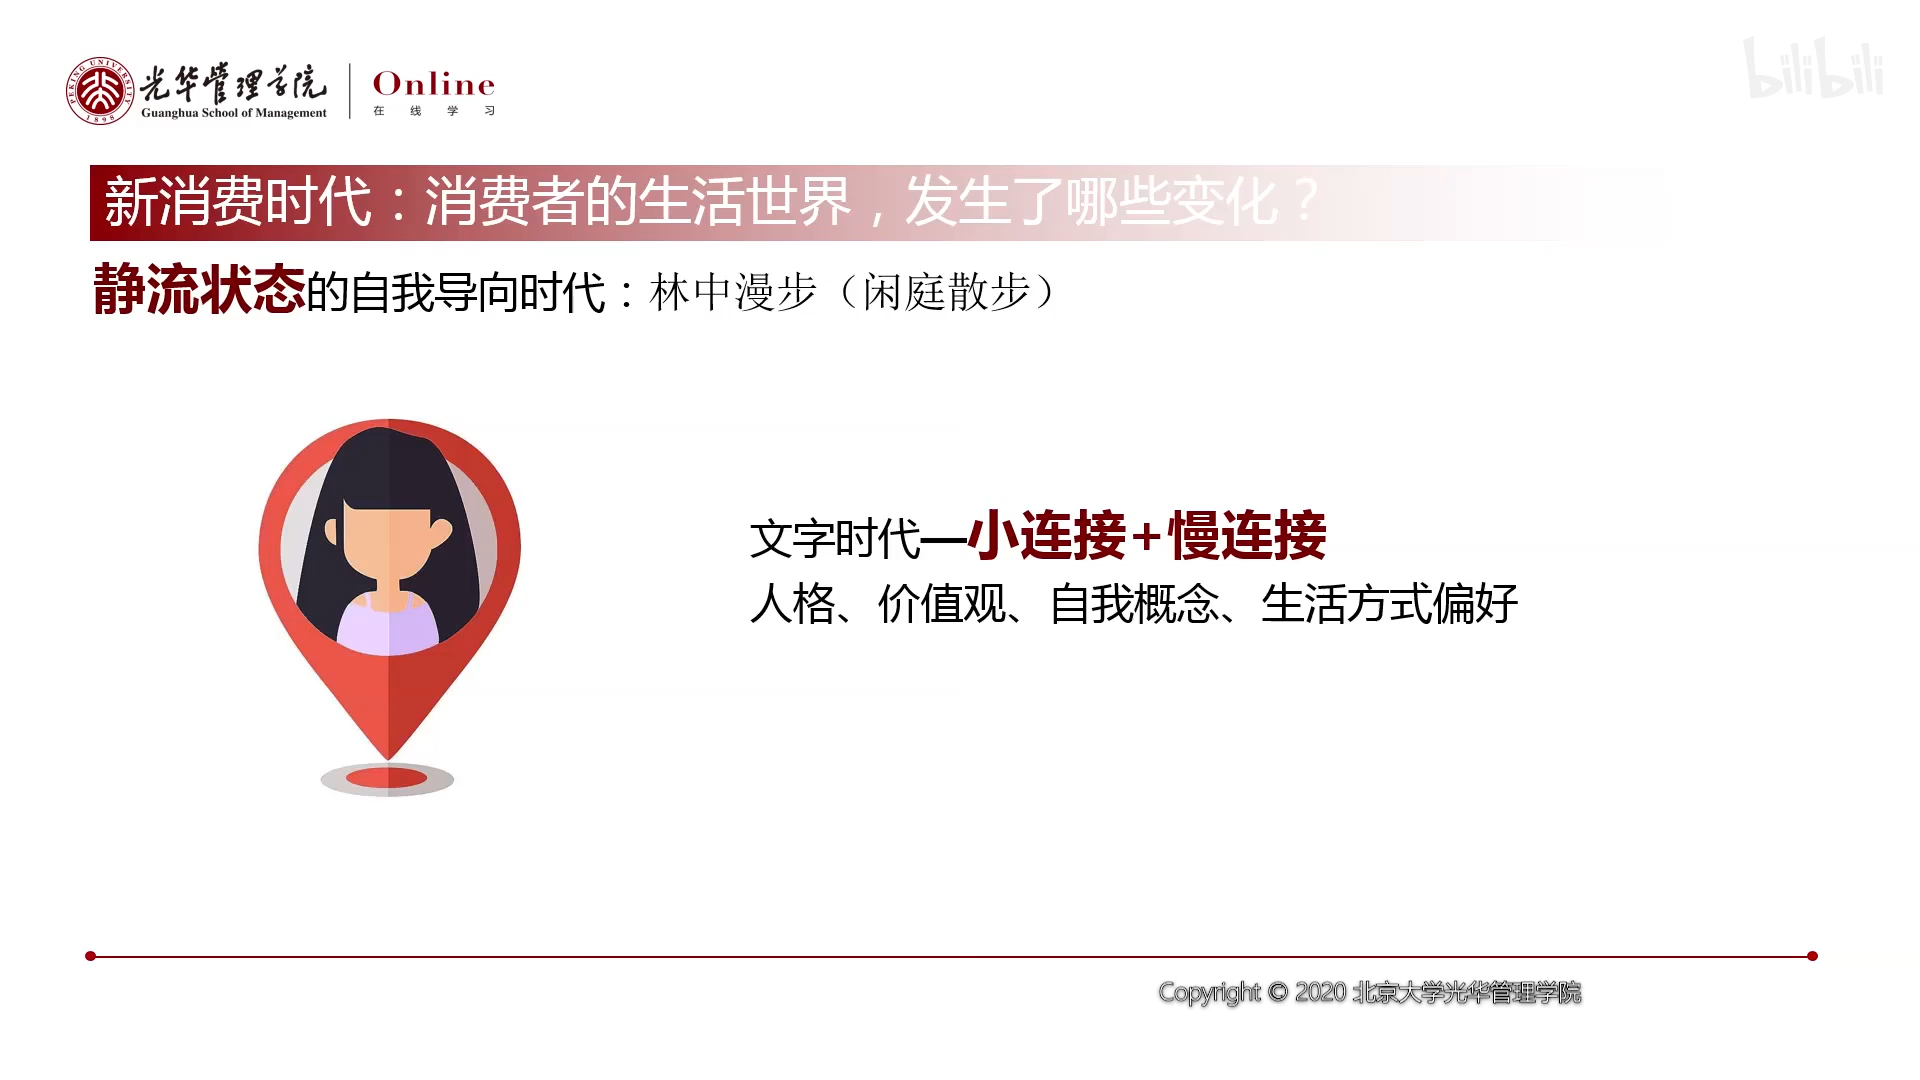 光华管理学院
Guanghua School of Management
Online
在线学习
PEKING UNIVERSITY
1898
bilibili
新消费时代：消费者的生活世界，发生了哪些变化？
静流状态的自我导向时代：林中漫步（闲庭散步）
文字时代—小连接+慢连接
人格、价值观、自我概念、生活方式偏好
Copyright © 2020 北京大学光华管理学院